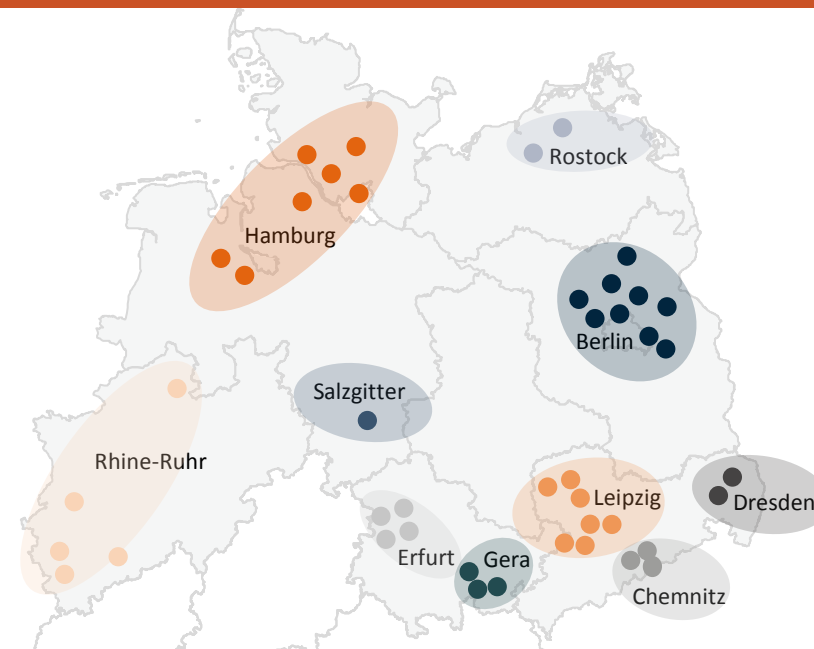 Rostock
Hamburg
Berlin
Salzgitter
Rhine-Ruhr
Leipzig
Dresden
Erfurt
Gera
Chemnitz